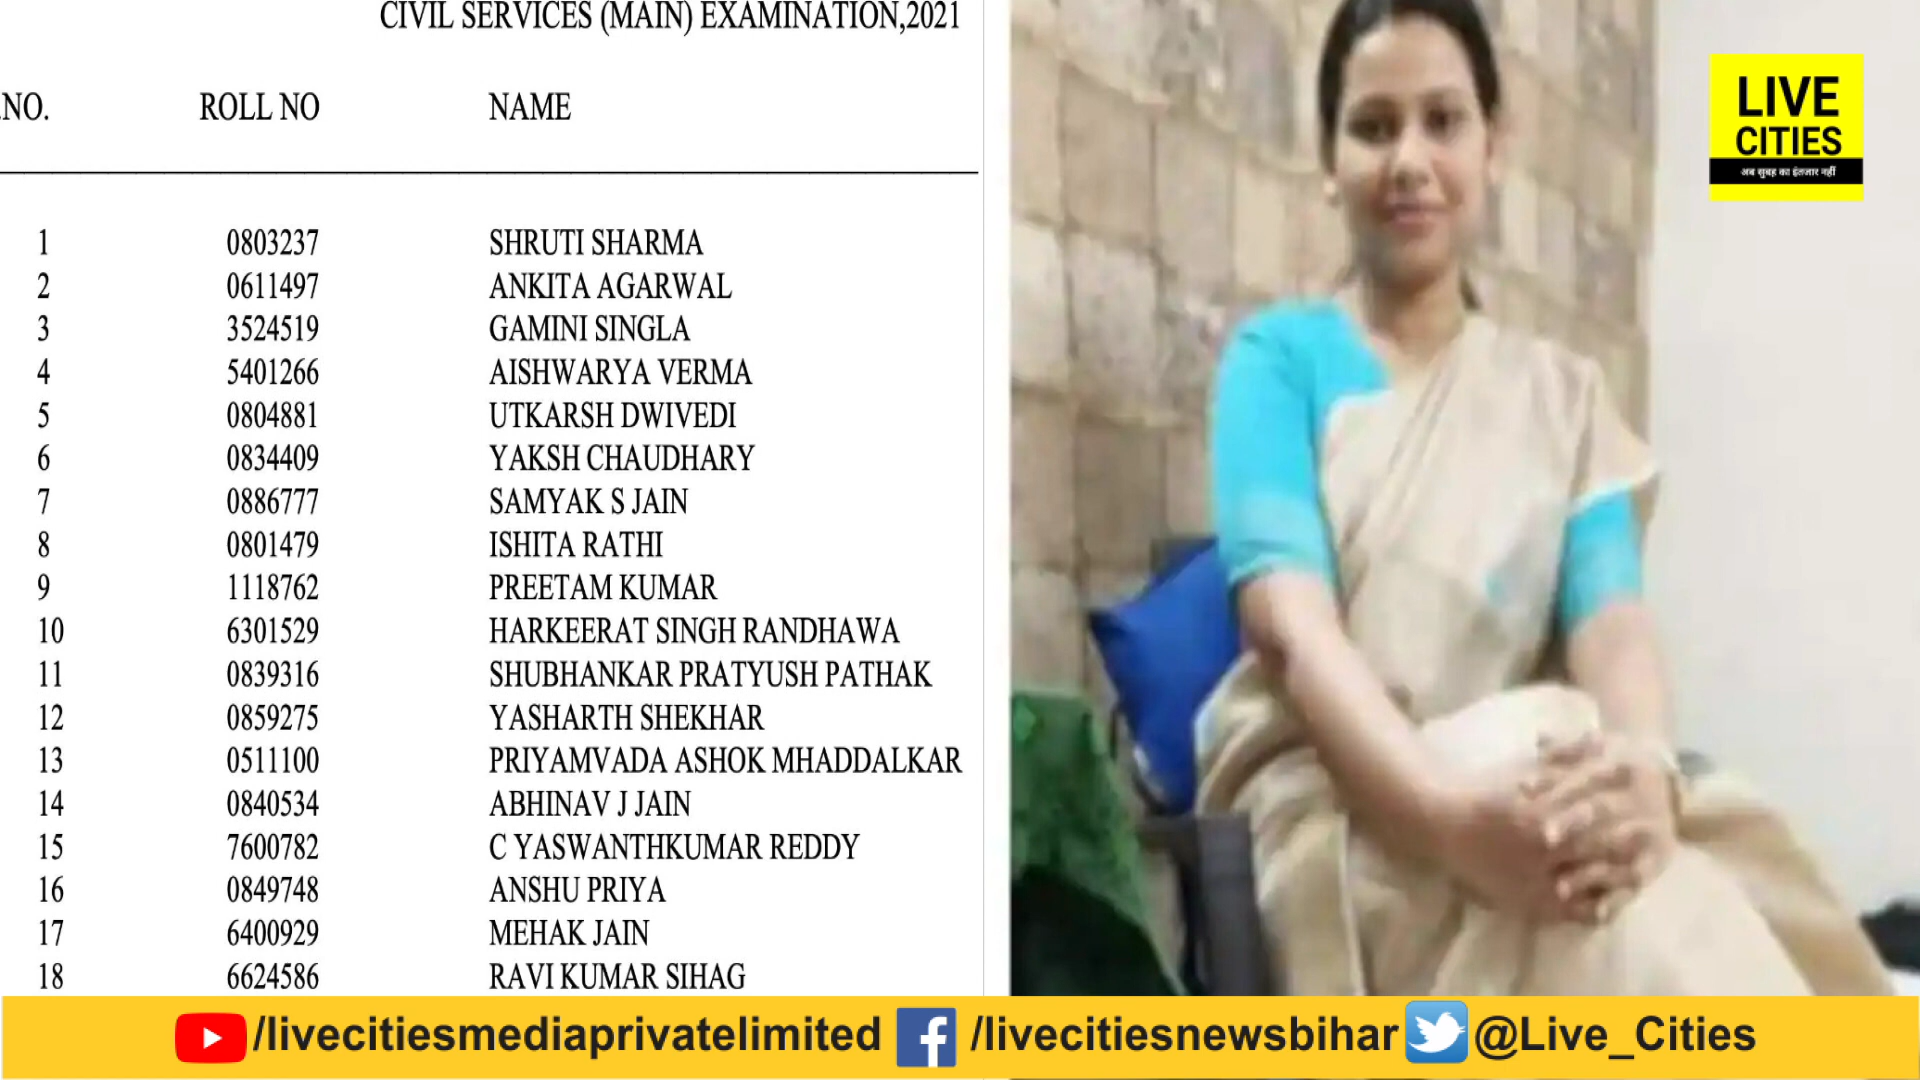 CIVIL SERVICES (MAIN) EXAMINATION,2021
.NO. ROLL NO NAME
1 0803237 SHRUTI SHARMA
2 0611497 ANKITA AGARWAL
3 3524519 GAMINI SINGLA
4 5401266 AISHWARYA VERMA
5 0804881 UTKARSH DWIVEDI
6 0834409 YAKSH CHAUDHARY
7 0886777 SAMYAK S JAIN
8 0801479 ISHITA RATHI
9 1118762 PREETAM KUMAR
10 6301529 HARKEERAT SINGH RANDHAWA
11 0839316 SHUBHANKAR PRATYUSH PATHAK
12 0859275 YASHARTH SHEKHAR
13 0511100 PRIYAMVADA ASHOK MHADDALKAR
14 0840534 ABHINAV J JAIN
15 7600782 C YASWANTHKUMAR REDDY
16 0849748 ANSHU PRIYA
17 6400929 MEHAK JAIN
18 6624586 RAVI KUMAR SIHAG
LIVE
CITIES
अब सुबह का इंतजार नहीं
/livecitiesmediaprivatelimited /livecitiesnewsbihar @Live_Cities